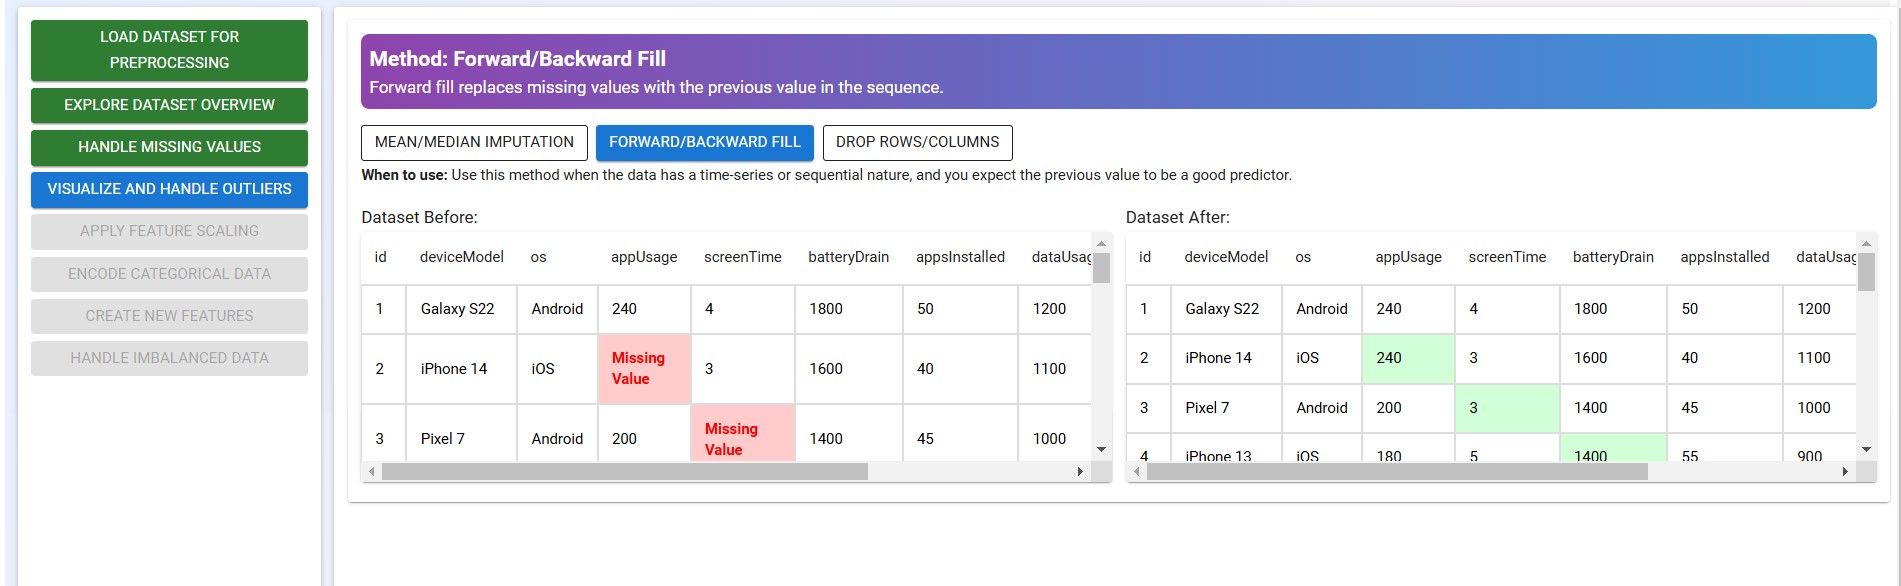 LOAD DATASET FOR
PREPROCESSING
EXPLORE DATASET OVERVIEW
HANDLE MISSING VALUES
VISUALIZE AND HANDLE OUTLIERS
APPLY FEATURE SCALING
ENCODE CATEGORICAL DATA
CREATE NEW FEATURES
HANDLE IMBALANCED DATA
Method: Forward/Backward Fill
Forward fill replaces missing values with the previous value in the sequence.
MEAN/MEDIAN IMPUTATION FORWARD/BACKWARD FILL DROP ROWS/COLUMNS
When to use: Use this method when the data has a time-series or sequential nature, and you expect the previous value to be a good predictor.
Dataset Before:
id deviceModel os appUsage screenTime batteryDrain appsInstalled dataUsag
1 Galaxy S22 Android 240 4 1800 50 1200
2 iPhone 14 iOS Missing Value 3 1600 40 1100
3 Pixel 7 Android 200 Missing Value 1400 45 1000
Dataset After:
id deviceModel os appUsage screenTime batteryDrain appsInstalled dataUsag
1 Galaxy S22 Android 240 4 1800 50 1200
2 iPhone 14 iOS 240 3 1600 40 1100
3 Pixel 7 Android 200 3 1400 45 1000
4 iPhone 13 iOS 180 5 1400 55 900